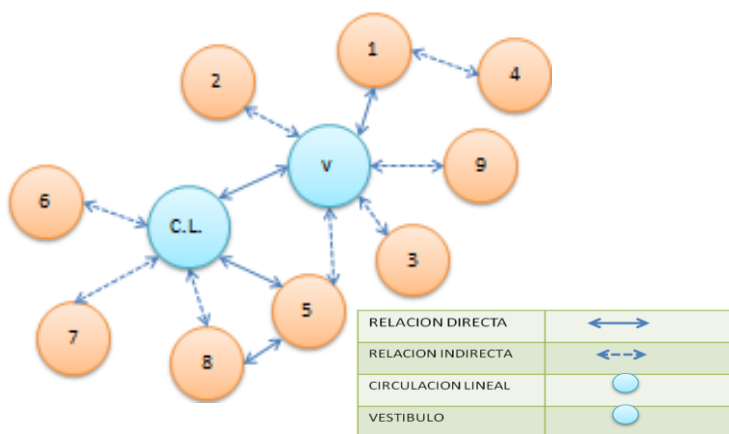 1
4
2
V
9
6
C.L.
3
5
7
8
RELACION DIRECTA
RELACION INDIRECTA
CIRCULACION LINEAL
VESTIBULO